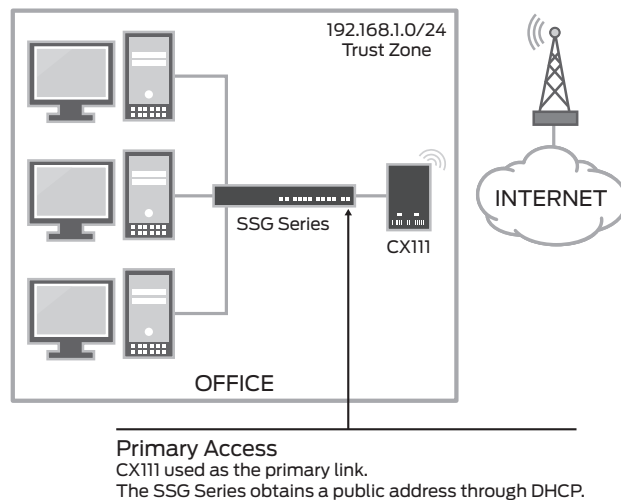 192.168.1.0/24
Trust Zone
INTERNET
SSG Series
CX111
OFFICE
Primary Access
CX111 used as the primary link.
The SSG Series obtains a public address through DHCP.